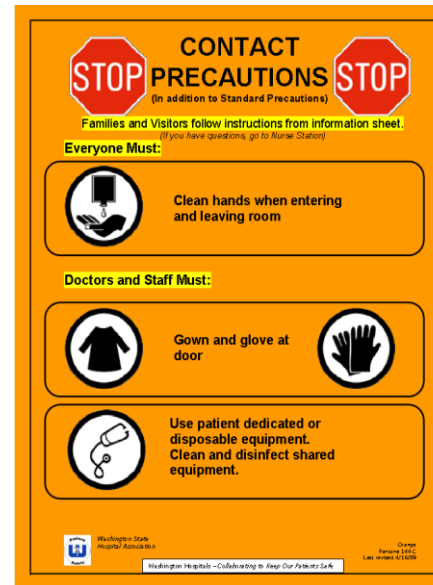 STOP
CONTACT
PRECAUTIONS
STOP
(In addition to Standard Precautions)
Families and Visitors follow instructions from information sheet.
(If you have questions, go to Nurse Station)
Everyone Must:
Clean hands when entering
and leaving room
Doctors and Staff Must:
Gown and glove at
door
Use patient dedicated or
disposable equipment.
Clean and disinfect shared
equipment.
Washington State
Hospital Association
Washington Hospitals – Collaborating to Keep Our Patients Safe
Orange